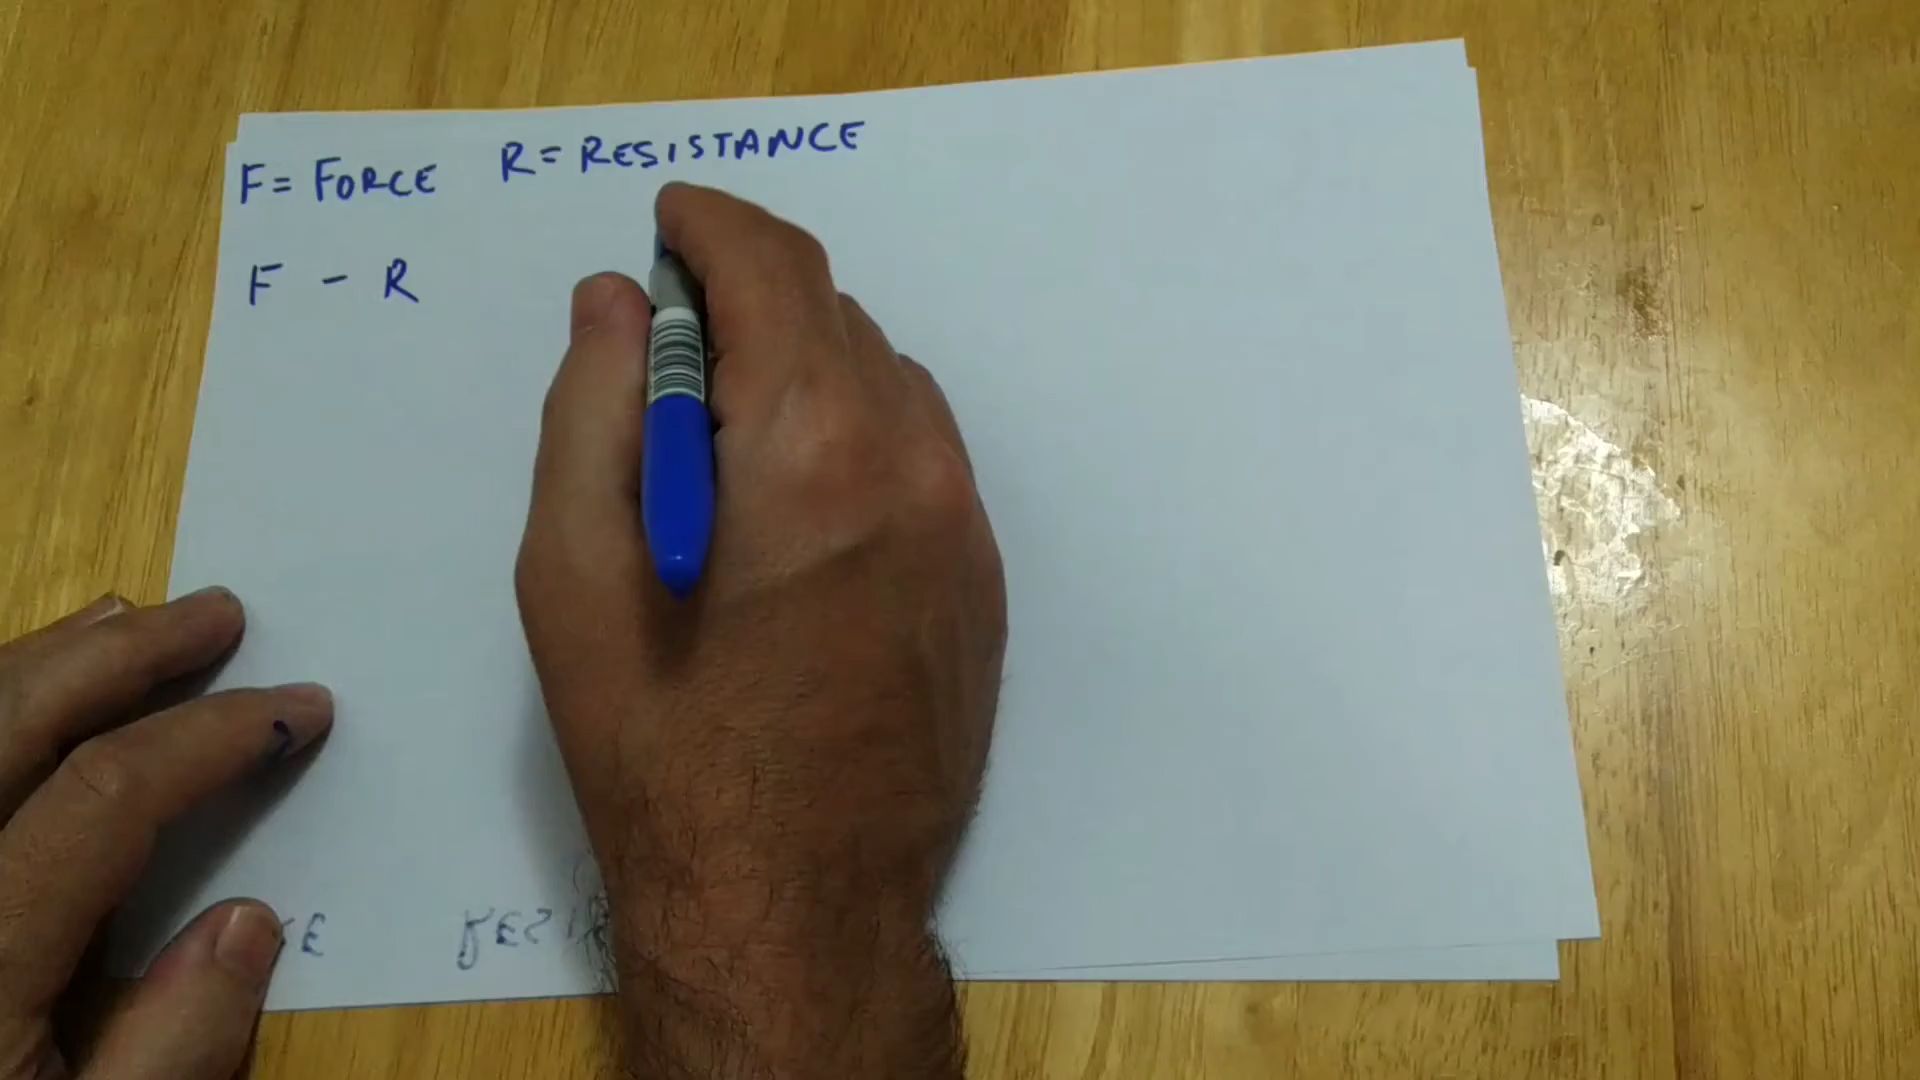 F = FORCE R = RESISTANCE
F - R